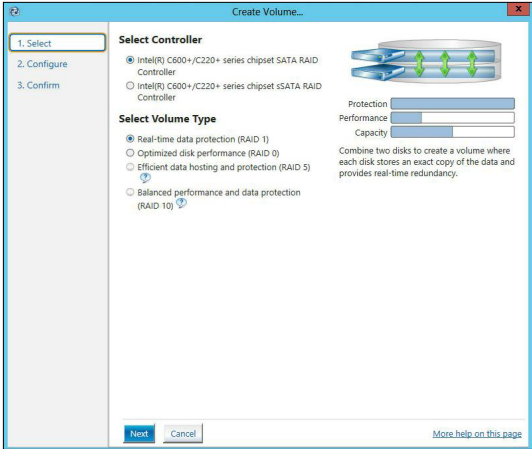 Create Volume...
x
1. Select
2. Configure
3. Confirm
Select Controller
Intel(R) C600+/C220+ series chipset SATA RAID
Controller
Intel(R) C600+/C220+ series chipset sSATA RAID
Controller
Select Volume Type
Real-time data protection (RAID 1)
Optimized disk performance (RAID 0)
Efficient data hosting and protection (RAID 5)
?
Balanced performance and data protection
(RAID 10) ?
Protection
Performance
Capacity
Combine two disks to create a volume where
each disk stores an exact copy of the data and
provides real-time redundancy.
Next
Cancel
More help on this page